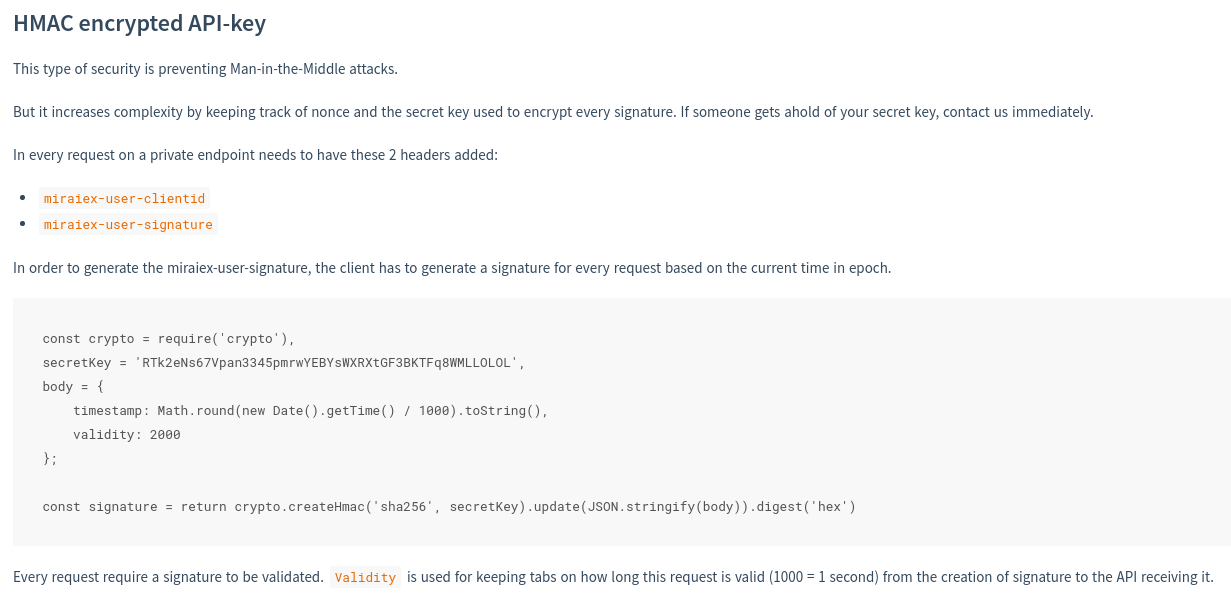 HMAC encrypted API-key
This type of security is preventing Man-in-the-Middle attacks.
But it increases complexity by keeping track of nonce and the secret key used to encrypt every signature. If someone gets ahold of your secret key, contact us immediately.
In every request on a private endpoint needs to have these 2 headers added:
• miraiex-user-clientid
• miraiex-user-signature
In order to generate the miraiex-user-signature, the client has to generate a signature for every request based on the current time in epoch.
const crypto = require('crypto'),
secretKey = 'RTk2eNs67Vpan3345pmrwYEBYsWXRXtGF3BKTFq8WMLLOLOL',
body = {
    timestamp: Math.round(new Date().getTime() / 1000).toString(),
    validity: 2000
};
const signature = return crypto.createHmac('sha256', secretKey).update(JSON.stringify(body)).digest('hex')
Every request require a signature to be validated. Validity is used for keeping tabs on how long this request is valid (1000 = 1 second) from the creation of signature to the API receiving it.